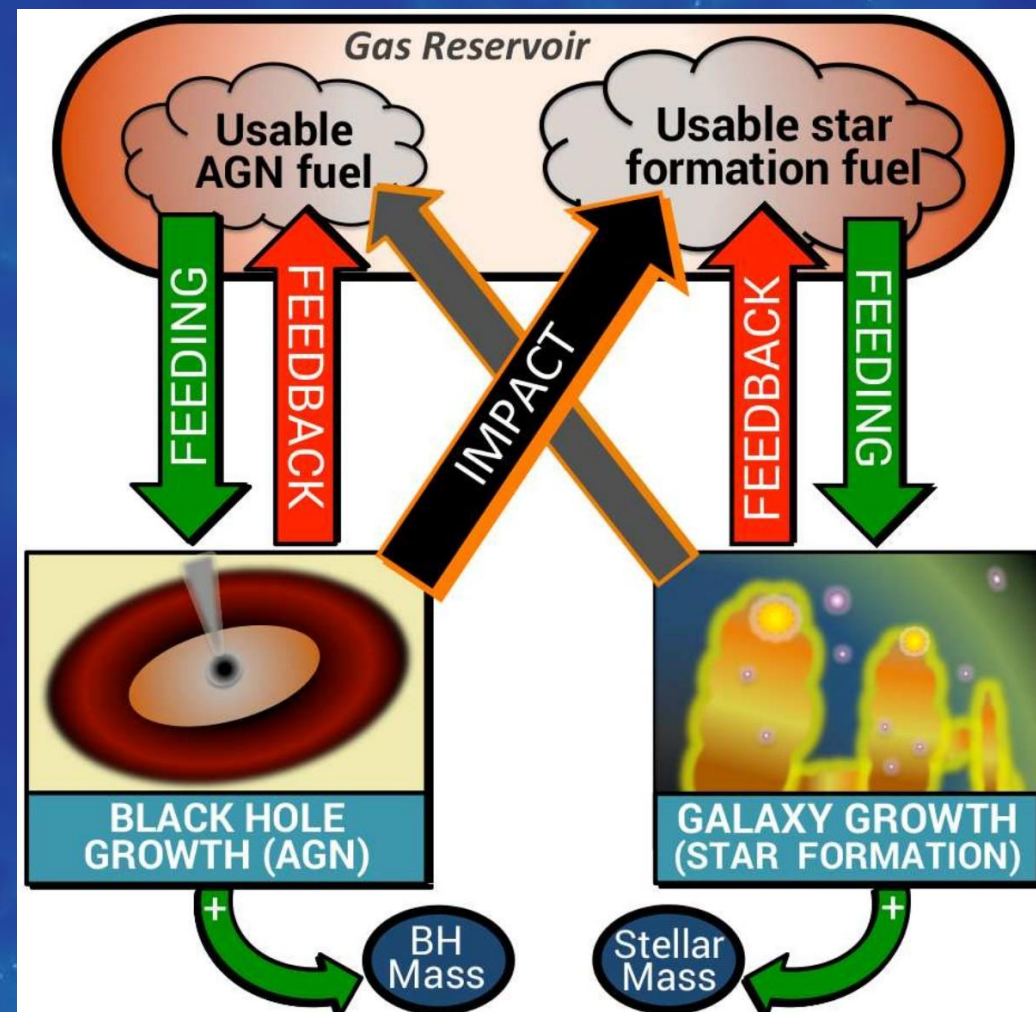 Gas Reservoir
Usable
AGN fuel
Usable star
formation fuel
FEEDING
FEEDBACK
IMPACT
FEEDBACK
FEEDING
BLACK HOLE
GROWTH (AGN)
GALAXY GROWTH
(STAR FORMATION)
+
BH
Mass
Stellar
Mass
+